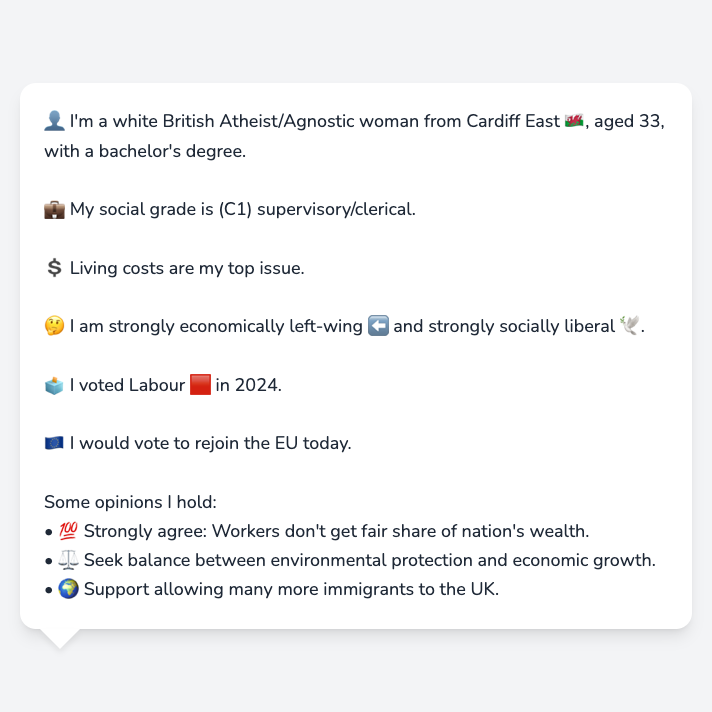 👤 I'm a white British Atheist/Agnostic woman from Cardiff East 🏴󠁧󠁢󠁷󠁬󠁳󠁿, aged 33,
with a bachelor's degree.
💼 My social grade is (C1) supervisory/clerical.
💲 Living costs are my top issue.
🤔 I am strongly economically left-wing ⬅️ and strongly socially liberal 🕊️.
🗳️ I voted Labour 🟥 in 2024.
🇪🇺 I would vote to rejoin the EU today.
Some opinions I hold:
• 💯 Strongly agree: Workers don't get fair share of nation's wealth.
• ⚖️ Seek balance between environmental protection and economic growth.
• 🌍 Support allowing many more immigrants to the UK.